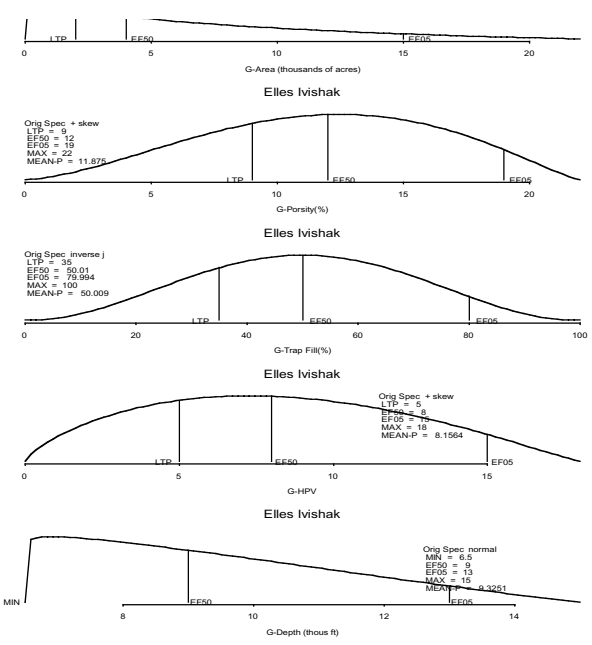 LTP EF50 EF05
0 5 10 15 20
G-Area (thousands of acres)
Elles Ivishak
Orig Spec + skew
LTP = 9
EF50 = 12
EF05 = 19
MAX = 22
MEAN-P = 11.875
LTP EF50 EF05
0 5 10 15 20
G-Porsity(%)
Elles Ivishak
Orig Spec inverse j
LTP = 35
EF50 = 50.01
EF05 = 79.994
MAX = 100
MEAN-P = 50.009
LTP EF50 EF05
0 20 40 60 80 100
G-Trap Fill(%)
Elles Ivishak
Orig Spec + skew
LTP = 5
EF50 = 8
EF05 = 15
MAX = 18
MEAN-P = 8.1564
LTP EF50 EF05
0 5 10 15
G-HPV
Elles Ivishak
Orig Spec normal
MIN = 6.5
EF50 = 9
EF05 = 13
MAX = 15
MEAN-P = 9.3251
MIN EF50 EF05
8 10 12 14
G-Depth (thous ft)